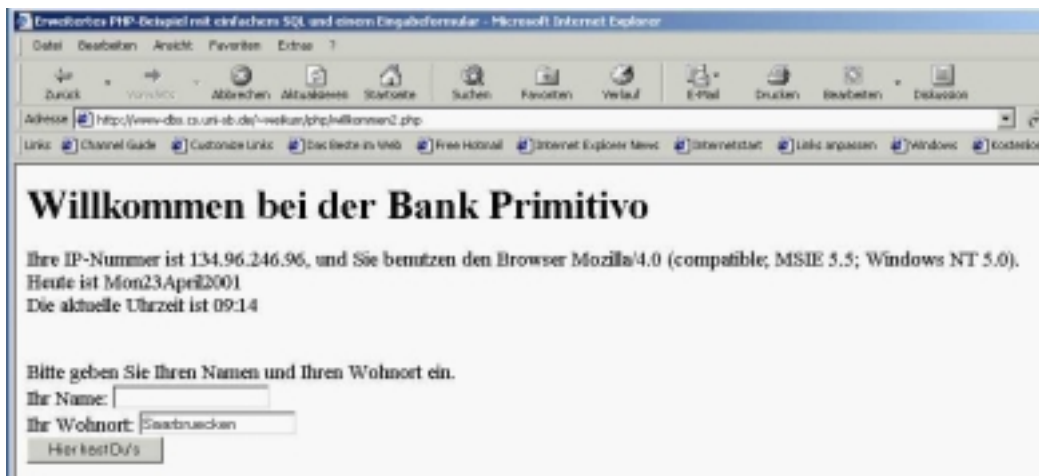 Erweitertes PHP-Beispiel mit einfachem SQL und einem Eingabeformular - Microsoft Internet Explorer
Datei Bearbeiten Ansicht Favoriten Extras ?
Zurück Vorwärts Abbrechen Aktualisieren Startseite Suchen Favoriten Verlauf E-Mail Drucken Bearbeiten Diskussion
Adresse http://www-dbs.cs.uni-sb.de/~weikum/php/willkommen2.php
Links Channel Guide Customize Links Das Beste im Web Free Hotmail Internet Explorer News Internetstart Links anpassen Windows
Willkommen bei der Bank Primitivo
Ihre IP-Nummer ist 134.96.246.96, und Sie benutzen den Browser Mozilla/4.0 (compatible; MSIE 5.5; Windows NT 5.0).
Heute ist Mon23April2001
Die aktuelle Uhrzeit ist 09:14
Bitte geben Sie Ihren Namen und Ihren Wohnort ein.
Ihr Name:
Ihr Wohnort: Saarbruecken
Hier hast Du's